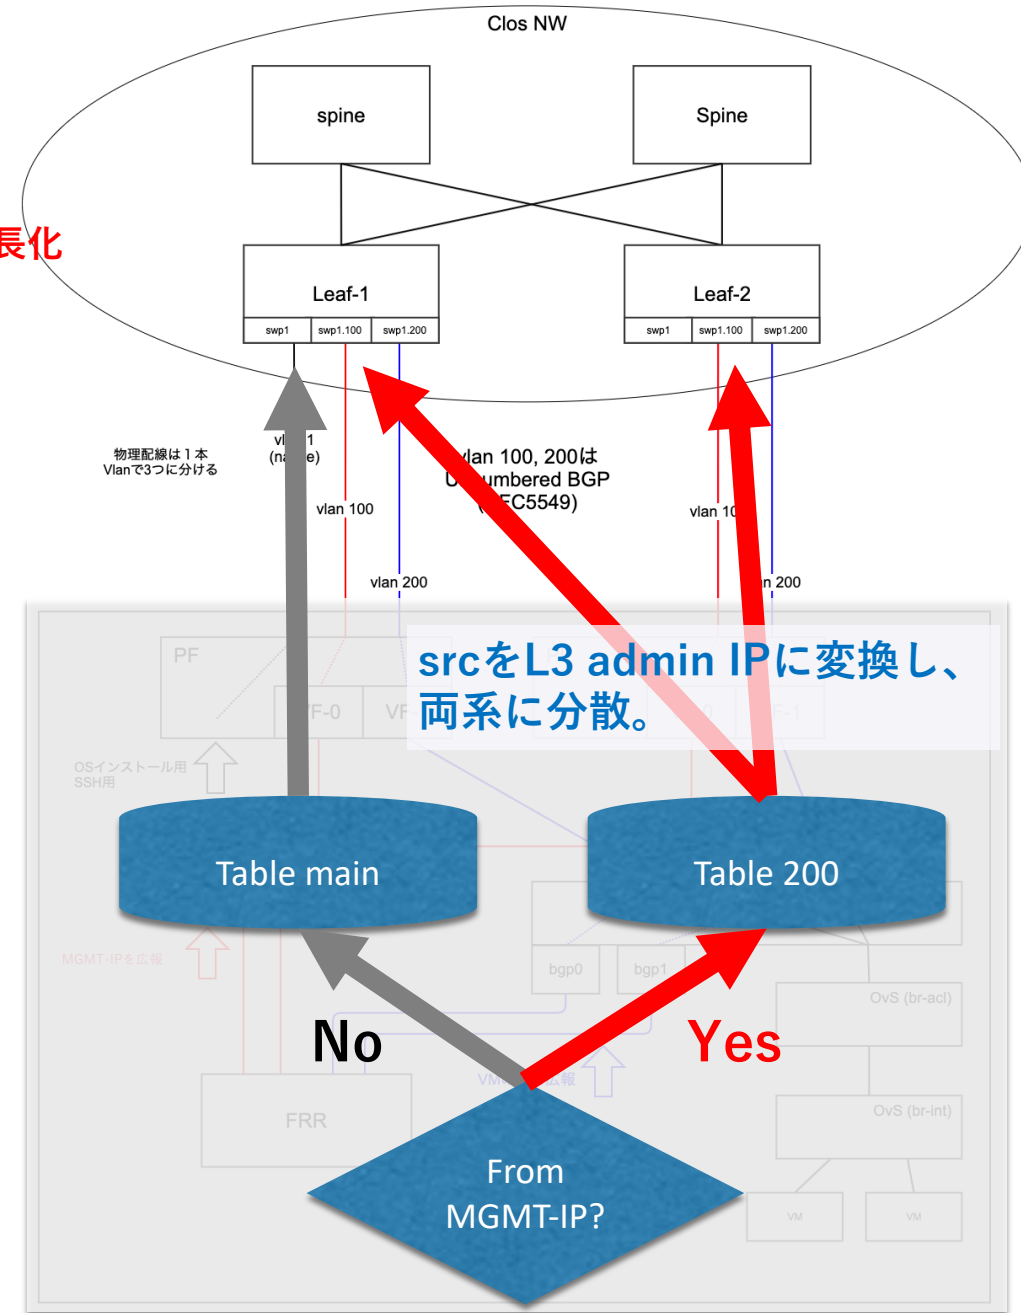 Clos NW
spine
Spine
長化
Leaf-1
Leaf-2
swp1
swp1.100
swp1.200
swp1
swp1.100
swp1.200
物理配線は１本
Vlanで3つに分ける
vlan 100, 200は
BGP
vlan 100
vlan 200
vlan
200
PF
srcをL3 admin IPに変換し、
両系に分散。
OSインストール用
SSH用
Table main
Table 200
MGMT-IPを広報
bgp0
bgp1
OvS (br-acl)
No
Yes
広報
FRR
OvS (br-int)
From
MGMT-IP?
VM
VM